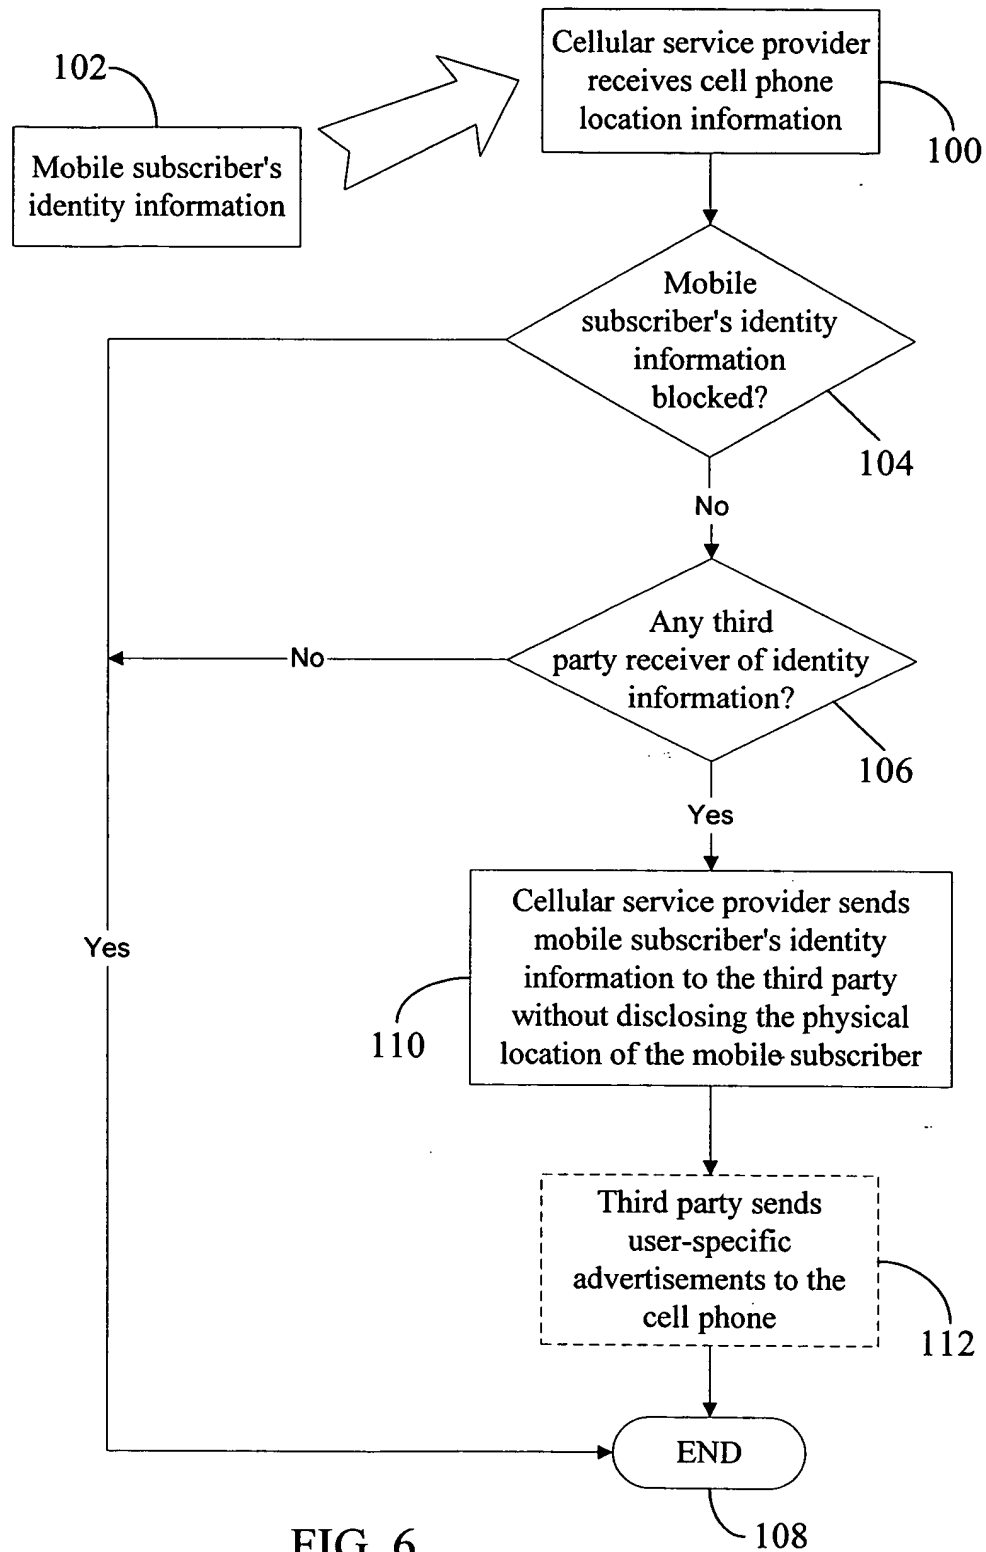 Cellular service provider
receives cell phone
location information
100
102
Mobile subscriber's
identity information
Mobile
subscriber's identity
information
blocked?
104
No
Any third
party receiver of identity
information?
106
No
Yes
Cellular service provider sends
mobile subscriber's identity
information to the third party
without disclosing the physical
location of the mobile subscriber
110
Yes
Third party sends
user-specific
advertisements to the
cell phone
112
END
108
FIG. 6